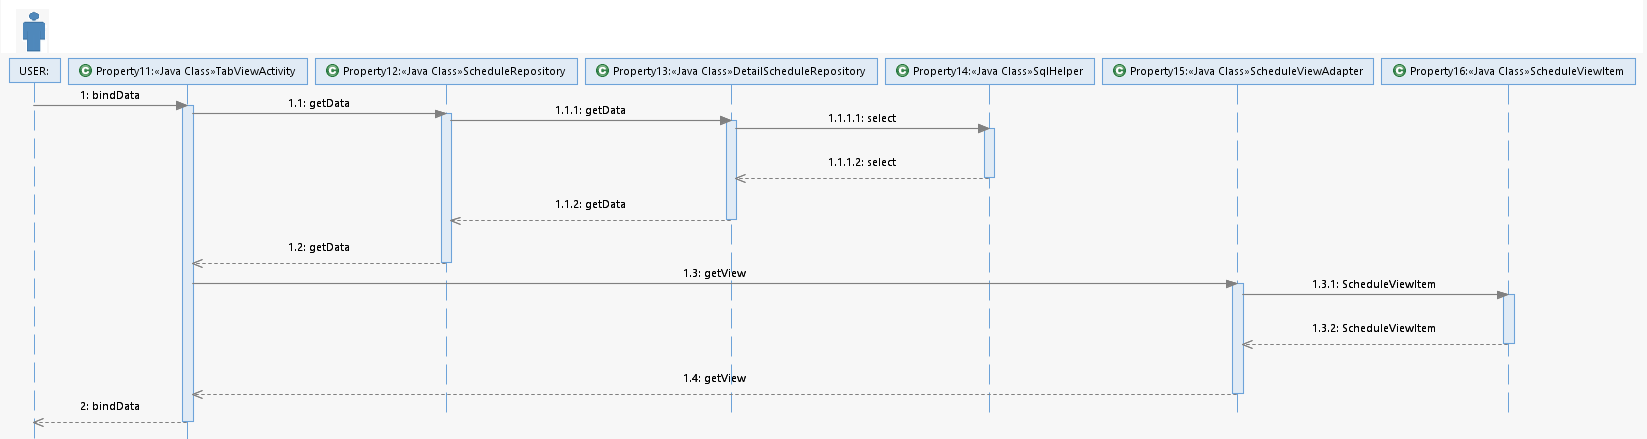 USER:
C Property11:«Java Class»TabViewActivity
C Property12:«Java Class»ScheduleRepository
C Property13:«Java Class»DetailScheduleRepository
C Property14:«Java Class»SqlHelper
C Property15:«Java Class»ScheduleViewAdapter
C Property16:«Java Class»ScheduleViewItem
1: bindData
1.1: getData
1.1.1: getData
1.1.1.1: select
1.1.1.2: select
1.1.2: getData
1.2: getData
1.3: getView
1.3.1: ScheduleViewItem
1.3.2: ScheduleViewItem
1.4: getView
2: bindData